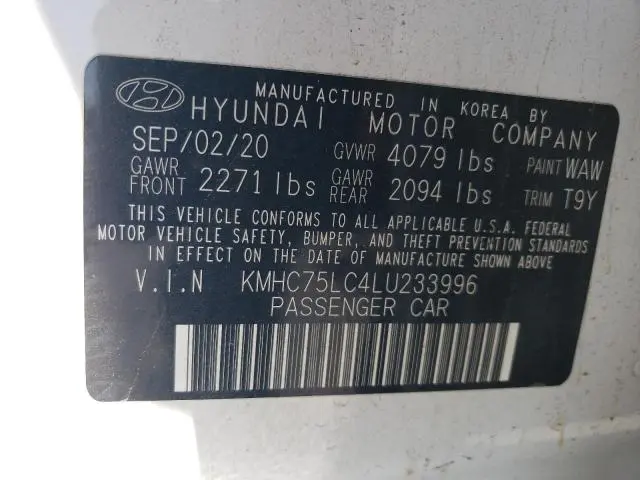 MANUFACTURED IN KOREA BY
HYUNDAI MOTOR COMPANY
SEP/02/20 GVWR 4079 lbs PAINT WAW
GAWR FRONT 2271 lbs GAWR REAR 2094 lbs TRIM T9Y
THIS VEHICLE CONFORMS TO ALL APPLICABLE U.S.A. FEDERAL
MOTOR VEHICLE SAFETY, BUMPER, AND THEFT PREVENTION STANDARDS
IN EFFECT ON THE DATE OF MANUFACTURE SHOWN ABOVE
V.I.N KMHC75LC4LU233996
PASSENGER CAR